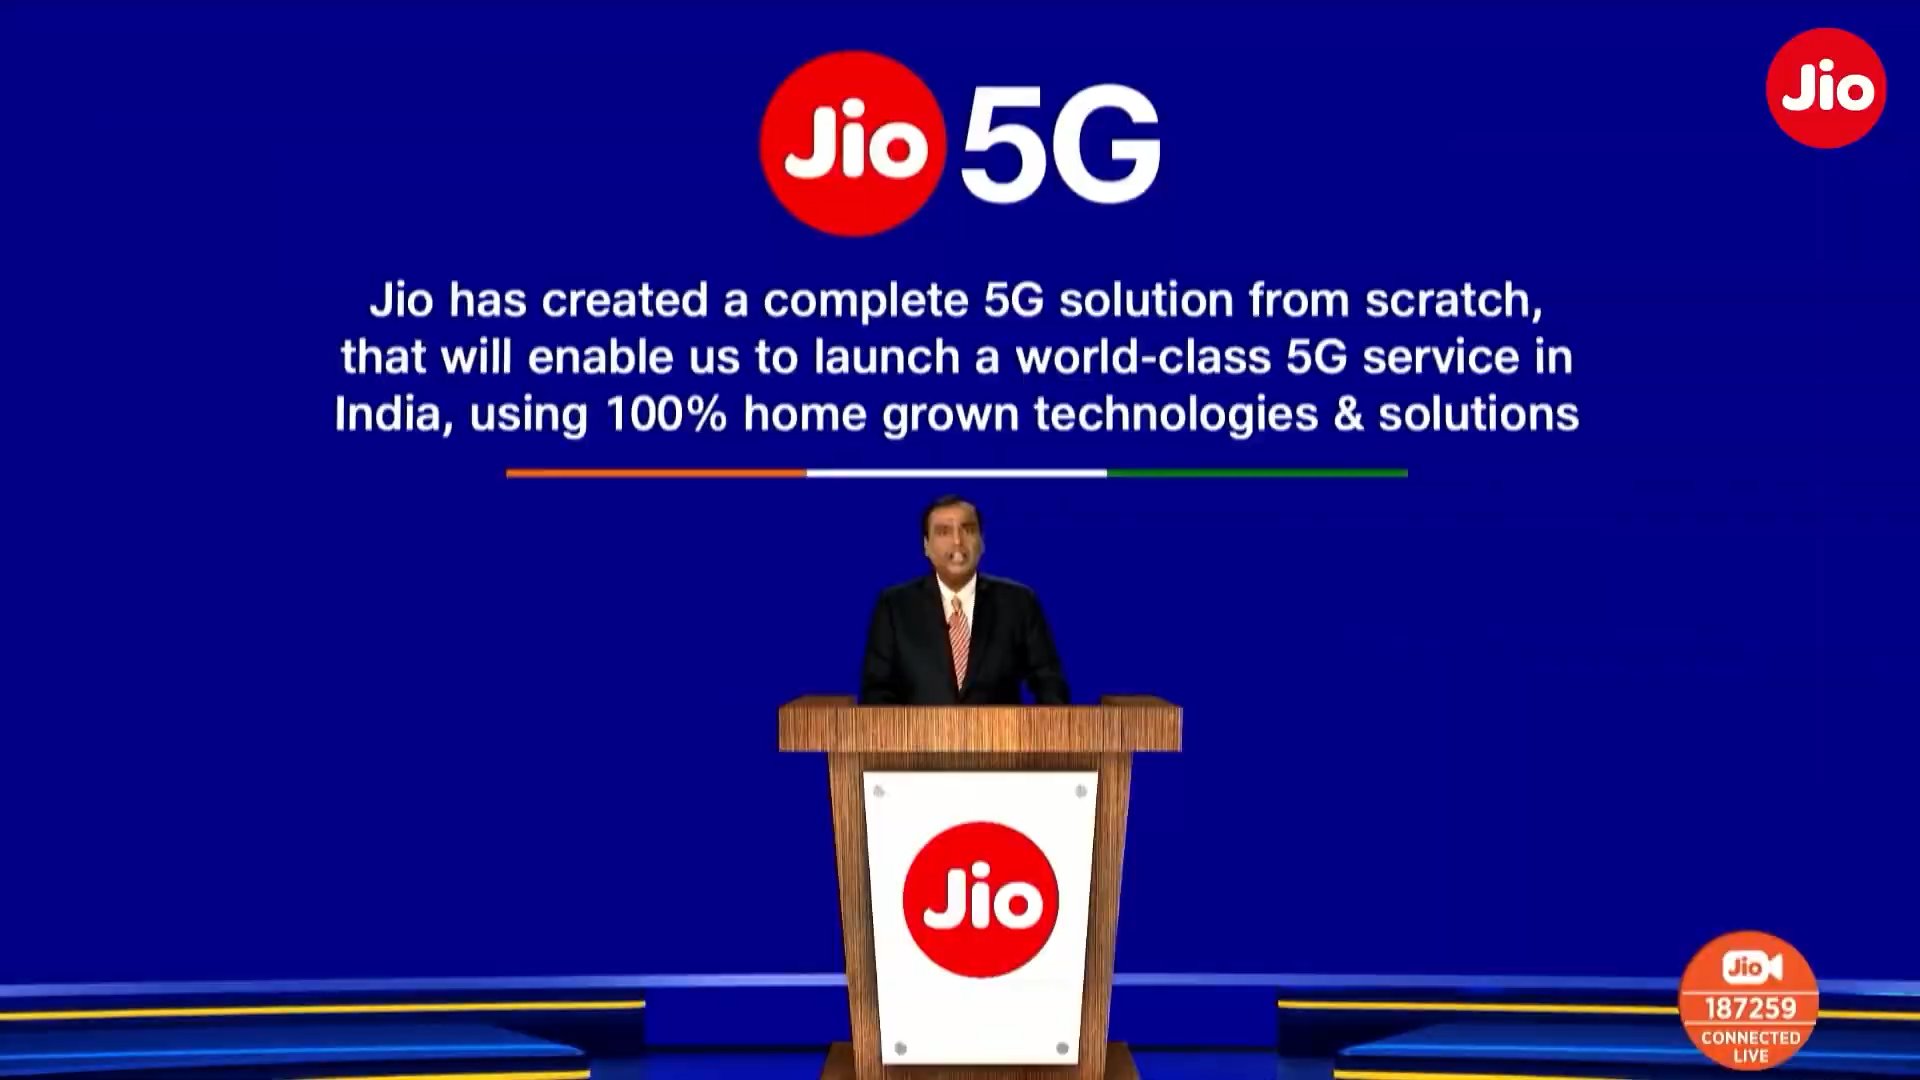 Jio 5G
Jio
Jio has created a complete 5G solution from scratch,
that will enable us to launch a world-class 5G service in
India, using 100% home grown technologies & solutions
Jio
Jio
187259
CONNECTED
LIVE